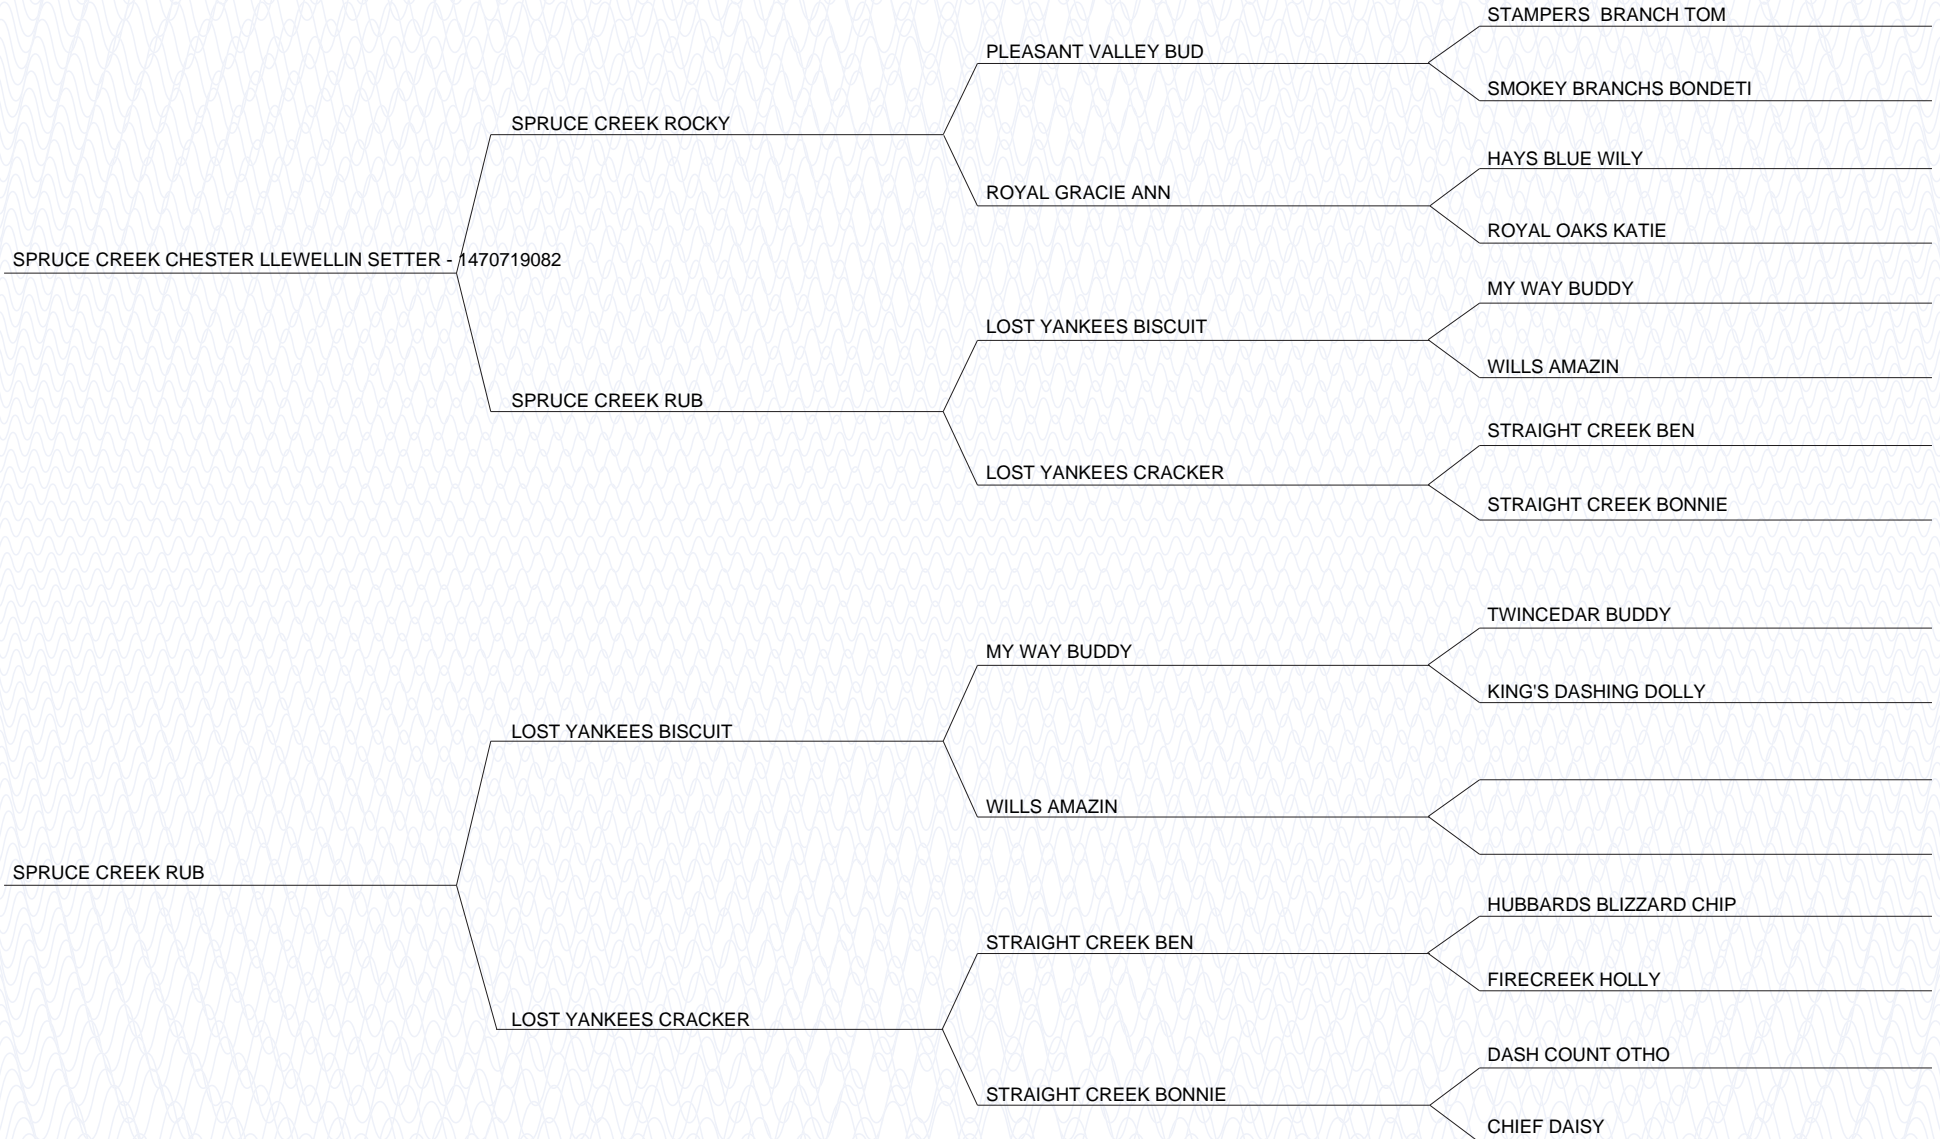 STAMPERS  BRANCH TOM
PLEASANT VALLEY BUD
SMOKEY BRANCHS BONDETI
SPRUCE CREEK ROCKY
HAYS BLUE WILY
ROYAL GRACIE ANN
ROYAL OAKS KATIE
SPRUCE CREEK CHESTER LLEWELLIN SETTER - 1470719082
MY WAY BUDDY
LOST YANKEES BISCUIT
WILLS AMAZIN
SPRUCE CREEK RUB
STRAIGHT CREEK BEN
LOST YANKEES CRACKER
STRAIGHT CREEK BONNIE
TWINCEDAR BUDDY
MY WAY BUDDY
KING'S DASHING DOLLY
LOST YANKEES BISCUIT
WILLS AMAZIN
SPRUCE CREEK RUB
HUBBARDS BLIZZARD CHIP
STRAIGHT CREEK BEN
FIRECREEK HOLLY
LOST YANKEES CRACKER
DASH COUNT OTHO
STRAIGHT CREEK BONNIE
CHIEF DAISY